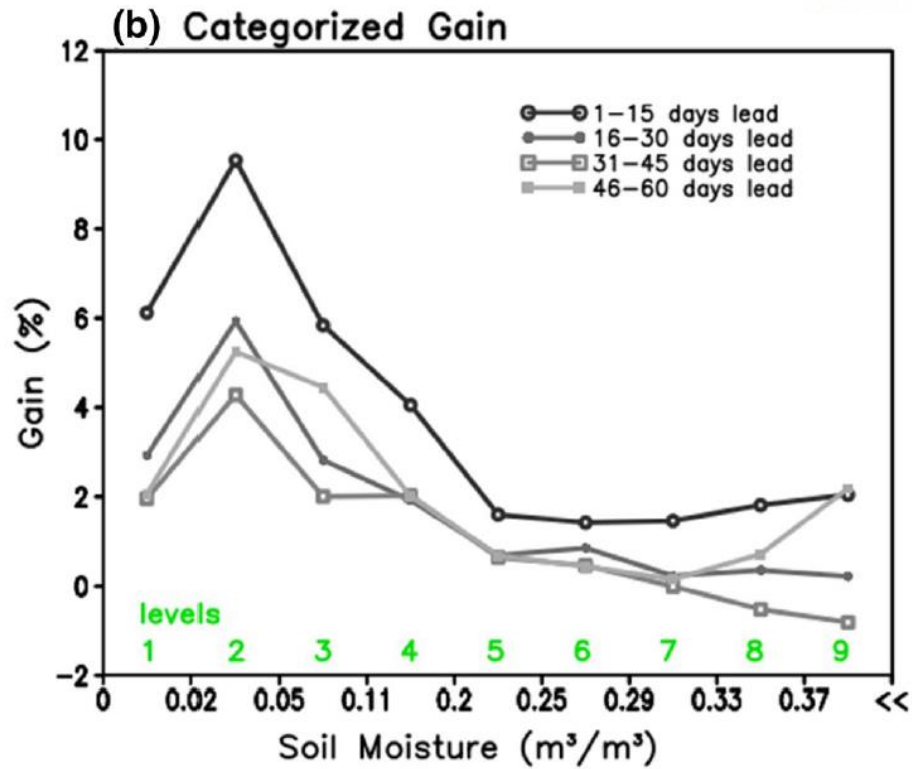 (b) Categorized Gain
12
10
8
6
4
2
0
-2
Gain (%)
1-15 days lead
16-30 days lead
31-45 days lead
46-60 days lead
levels
1 2 3 4 5 6 7 8 9
0 0.02 0.05 0.11 0.2 0.25 0.29 0.33 0.37 <<
Soil Moisture (m³/m³)